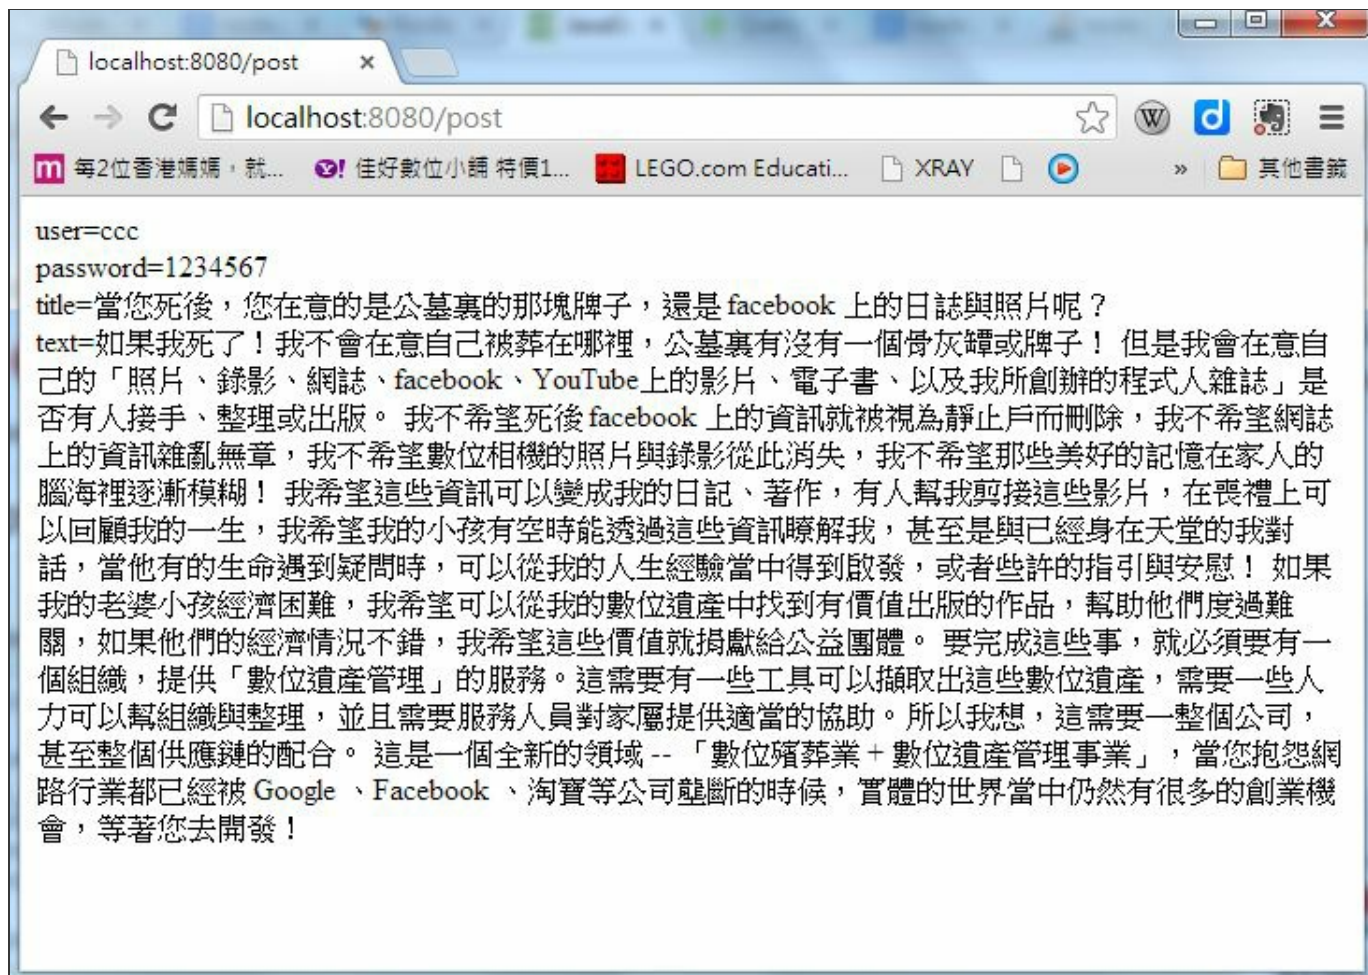 localhost:8080/post
localhost:8080/post
每2位香港媽媽，就... 佳好數位小舖 特價1... LEGO.com Educati... XRAY » 其他書籤
user=ccc
password=1234567
title=當您死後，您在意的是公墓裏的那塊牌子，還是 facebook 上的日誌與照片呢？
text=如果我死了！我不會在意自己被葬在哪裡，公墓裏有沒有一個骨灰罈或牌子！ 但是我會在意自
己的「照片、錄影、網誌、facebook、YouTube上的影片、電子書、以及我所創辦的程式人雜誌」是
否有人接手、整理或出版。 我不希望死後 facebook 上的資訊就被視為靜止戶而刪除，我不希望網誌
上的資訊雜亂無章，我不希望數位相機的照片與錄影從此消失，我不希望那些美好的記憶在家人的
腦海裡逐漸模糊！ 我希望這些資訊可以變成我的日記、著作，有人幫我剪接這些影片，在喪禮上可
以回顧我的一生，我希望我的小孩有空時能透過這些資訊瞭解我，甚至是與已經身在天堂的我對
話，當他有的生命遇到疑問時，可以從我的人生經驗當中得到啟發，或者些許的指引與安慰！ 如果
我的老婆小孩經濟困難，我希望可以從我的數位遺產中找到有價值出版的作品，幫助他們度過難
關，如果他們的經濟情況不錯，我希望這些價值就捐獻給公益團體。 要完成這些事，就必須要有一
個組織，提供「數位遺產管理」的服務。這需要有一些工具可以擷取出這些數位遺產，需要一些人
力可以幫組織與整理，並且需要服務人員對家屬提供適當的協助。所以我想，這需要一整個公司，
甚至整個供應鏈的配合。 這是一個全新的領域 -- 「數位殯葬業 + 數位遺產管理事業」，當您抱怨網
路行業都已經被 Google 、Facebook 、淘寶等公司壟斷的時候，實體的世界當中仍然有很多的創業機
會，等著您去開發！